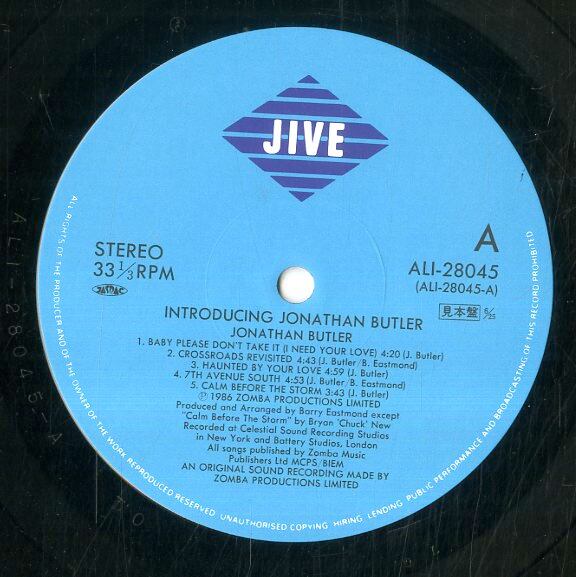 JIVE
STEREO
33 1/3 RPM
JASRAC
A
ALI-28045
(ALI-28045-A)
見本盤
INTRODUCING JONATHAN BUTLER
JONATHAN BUTLER
1. BABY PLEASE DON'T TAKE IT (I NEED YOUR LOVE) 4:20 (J. Butler)
2. CROSSROADS REVISITED 4:43 (J. Butler/B. Eastmond)
3. HAUNTED BY YOUR LOVE 4:59 (J. Butler)
4. 7TH AVENUE SOUTH 4:53 (J. Butler/B. Eastmond)
5. CALM BEFORE THE STORM 3:43 (J. Butler)
Ⓟ 1986 ZOMBA PRODUCTIONS LIMITED
Produced and Arranged by Barry Eastmond except
"Calm Before The Storm" by Bryan 'Chuck' New
Recorded at Celestial Sound Recording Studios
in New York and Battery Studios, London
All songs published by Zomba Music
Publishers Ltd MCPS/BIEM
AN ORIGINAL SOUND RECORDING MADE BY
ZOMBA PRODUCTIONS LIMITED
ALL RIGHTS OF THE PRODUCER AND OF THE OWNER OF THE WORK REPRODUCED RESERVED. UNAUTHORISED COPYING, HIRING, LENDING, PUBLIC PERFORMANCE AND BROADCASTING OF THIS RECORD PROHIBITED
ALI-28045-A